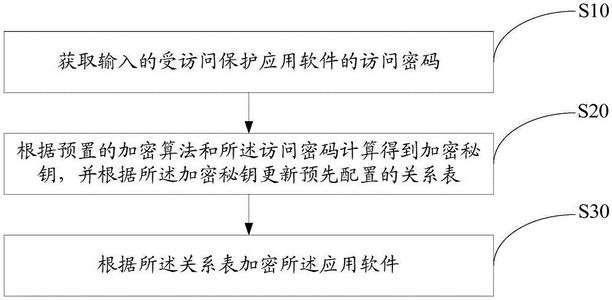 S10
获取输入的受访问保护应用软件的访问密码
S20
根据预置的加密算法和所述访问密码计算得到加密秘
钥，并根据所述加密秘钥更新预先配置的关系表
S30
根据所述关系表加密所述应用软件